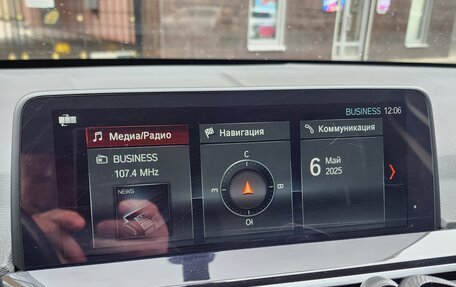 BUSINESS 12:06
Медиа/Радио
Навигация
Коммуникация
BUSINESS
107.4 MHz
NEWS
С
З
В
Ю
6 Май
2025